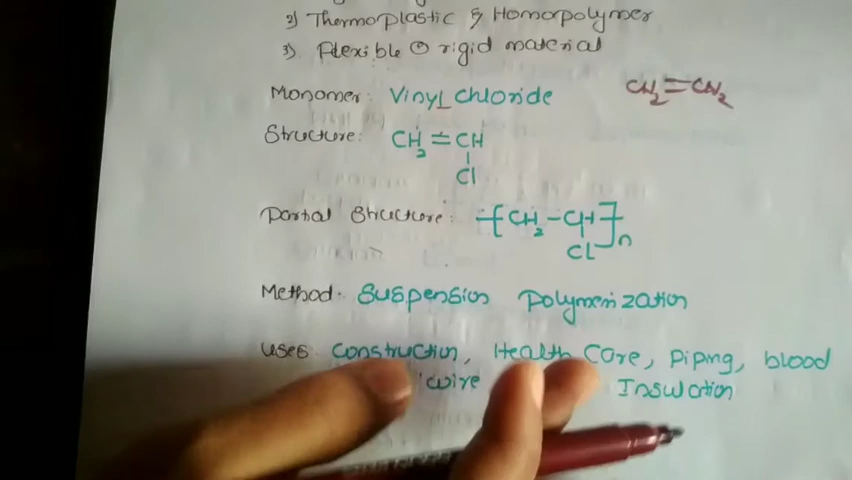 2) Thermoplastic & Homopolymer
3) Flexible (or) rigid material
Monomer: Vinyl chloride
CH2=CH2
Structure: CH2=CH
Cl
Partial Structure: -[CH2-CH]-n
Cl
Method: Suspension polymerization
Uses: Construction, Health Care, piping, blood
wire Insulation